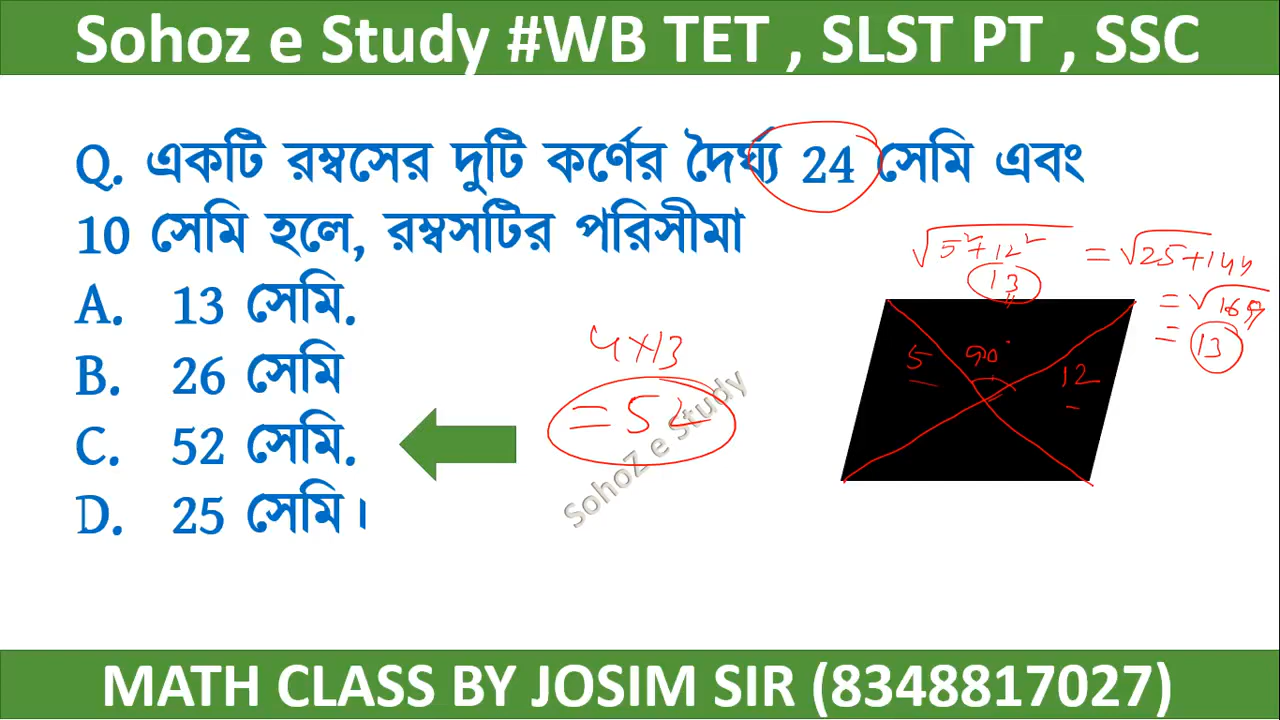 Sohoz e Study #WB TET , SLST PT , SSC
Q. একটি রম্বসের দুটি কর্ণের দৈর্ঘ্য 24 সেমি এবং
10 সেমি হলে, রম্বসটির পরিসীমা
A. 13 সেমি.
B. 26 সেমি
C. 52 সেমি.
D. 25 সেমি।
√5²+12² = √25+144
13
= √169
= 13
4×13
= 52
5
90°
12
SohoZ e Study
MATH CLASS BY JOSIM SIR (8348817027)